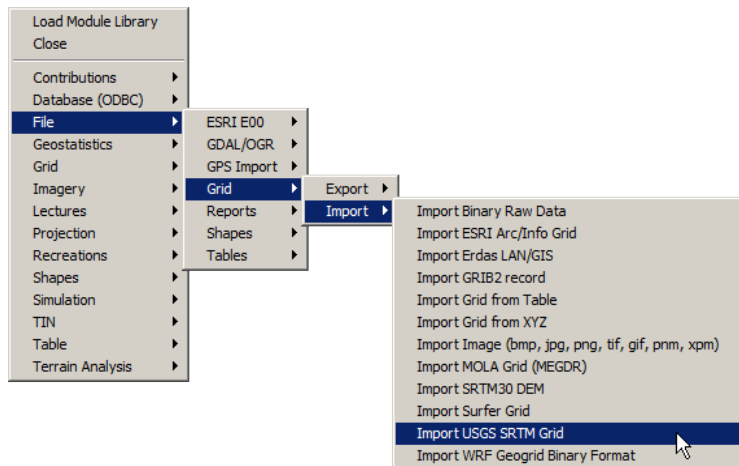 Load Module Library
Close
Contributions
Database (ODBC)
File
Geostatistics
Grid
Imagery
Lectures
Projection
Recreations
Shapes
Simulation
TIN
Table
Terrain Analysis
ESRI E00
GDAL/OGR
GPS Import
Grid
Reports
Shapes
Tables
Export
Import
Import Binary Raw Data
Import ESRI Arc/Info Grid
Import Erdas LAN/GIS
Import GRIB2 record
Import Grid from Table
Import Grid from XYZ
Import Image (bmp, jpg, png, tif, gif, pnm, xpm)
Import MOLA Grid (MEGDR)
Import SRTM30 DEM
Import Surfer Grid
Import USGS SRTM Grid
Import WRF Geogrid Binary Format